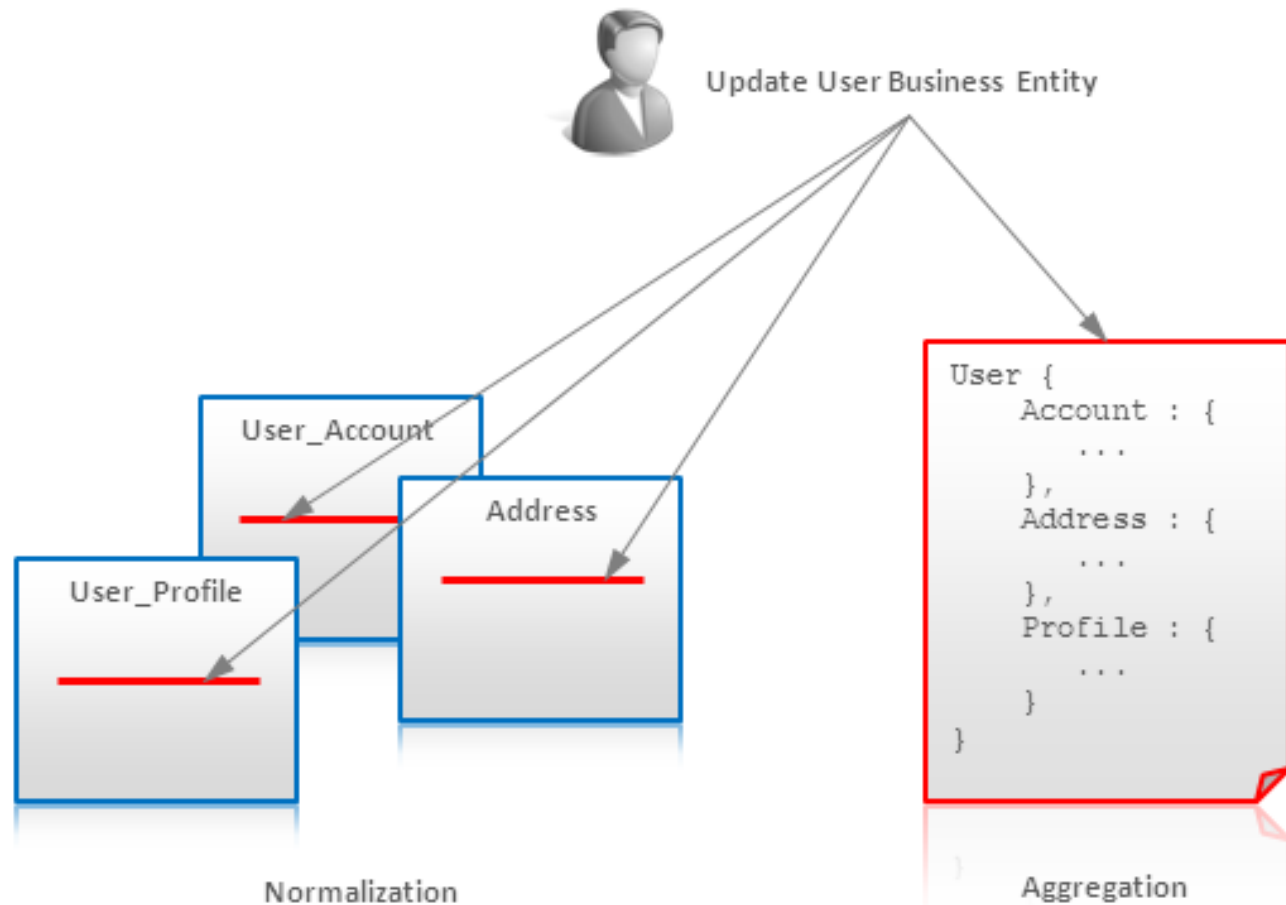 Update User Business Entity
User_Account
Address
User_Profile
User {
Account : {
...
},
Address : {
...
},
Profile : {
...
}
}
Normalization
Aggregation